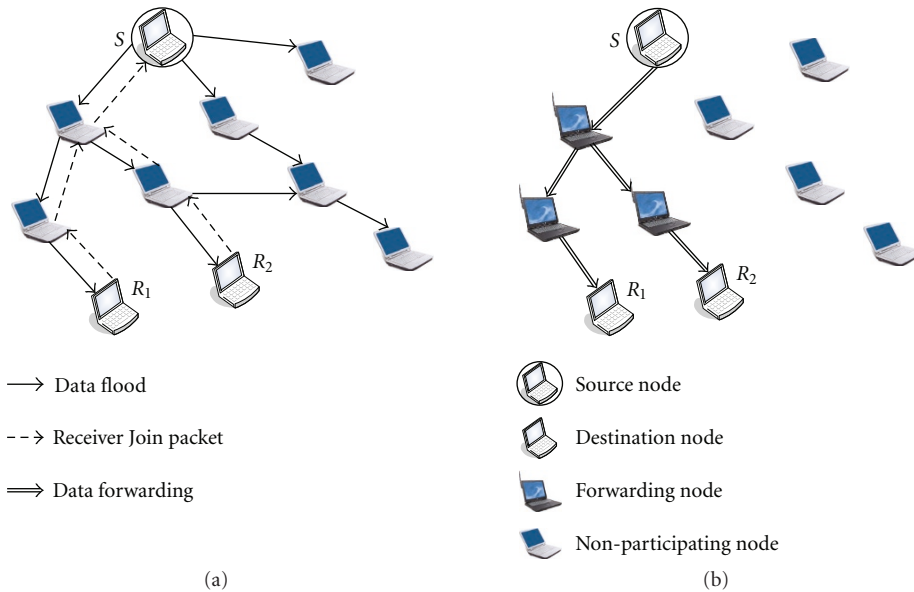 S
R1
R2
Data flood
Receiver Join packet
Data forwarding
(a)
S
R1
R2
Source node
Destination node
Forwarding node
Non-participating node
(b)